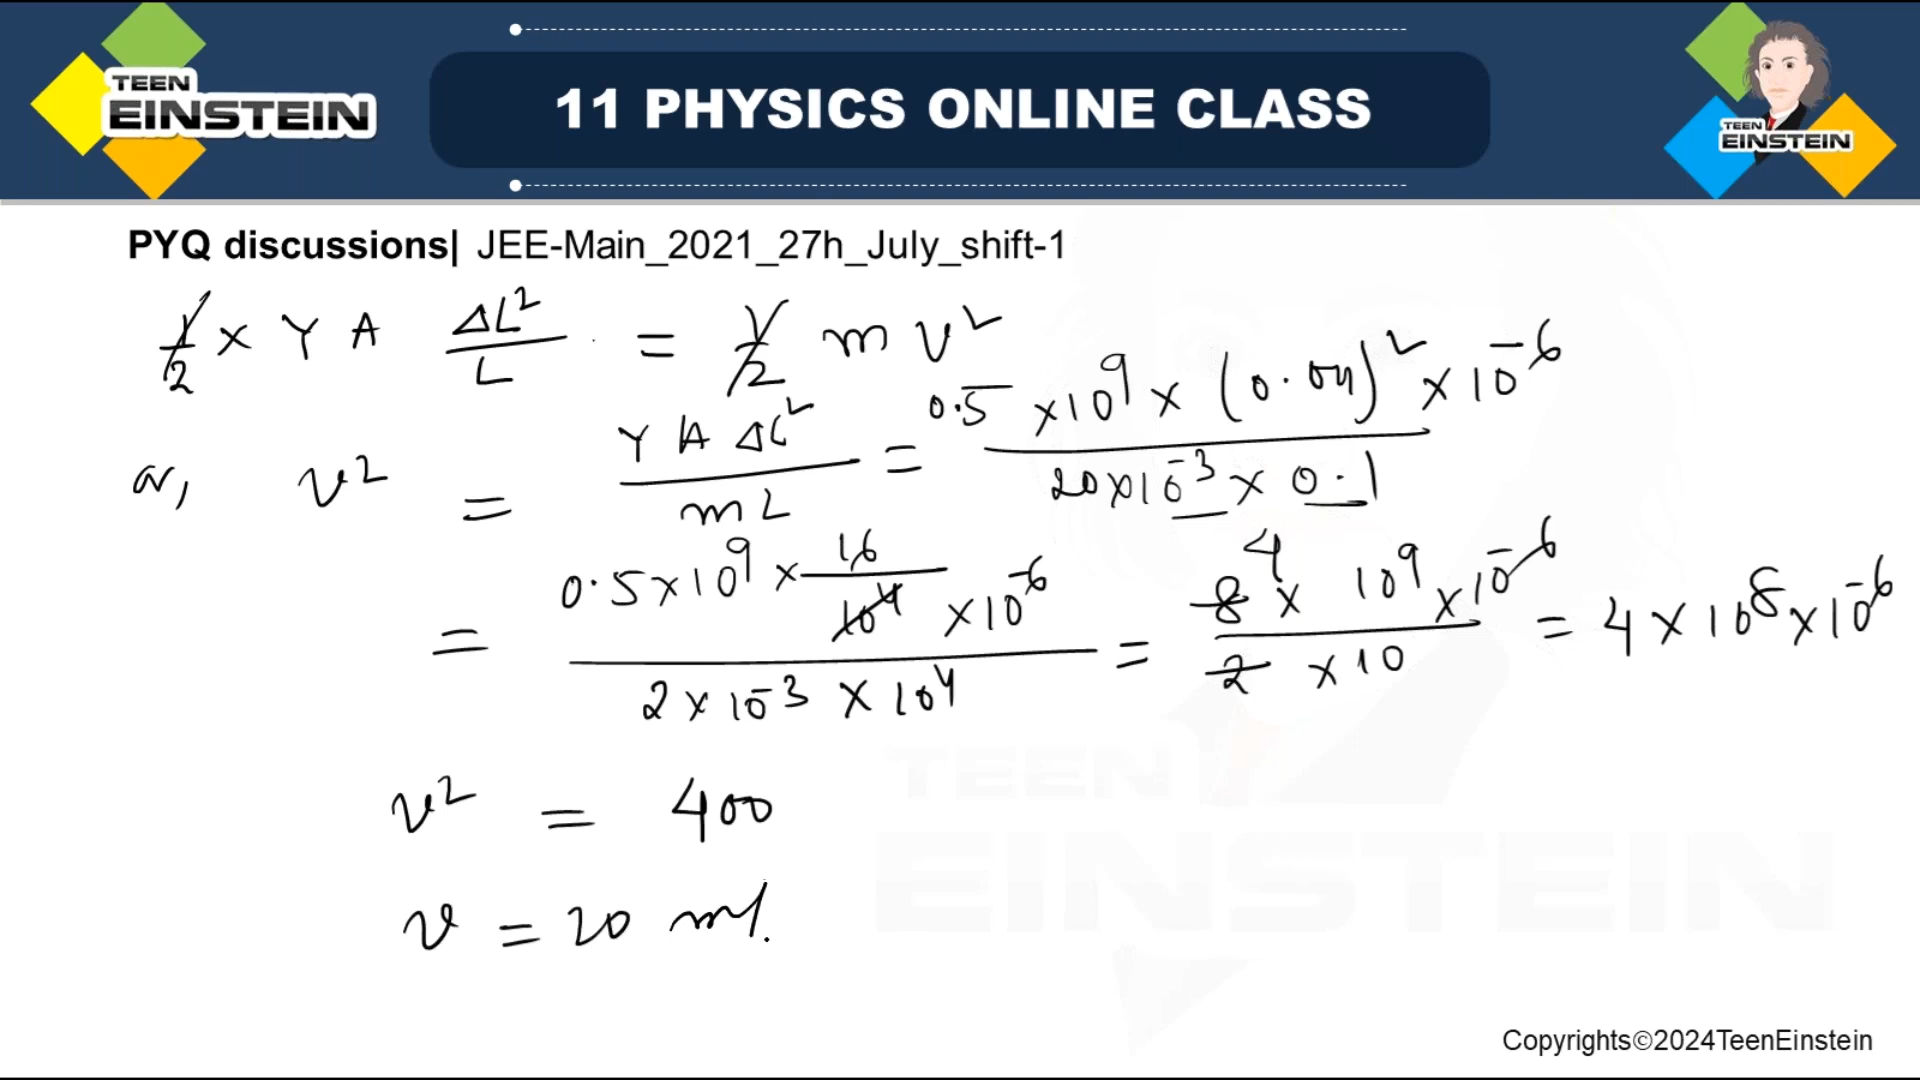 TEEN
EINSTEIN
11 PHYSICS ONLINE CLASS
TEEN
EINSTEIN
PYQ discussions| JEE-Main_2021_27h_July_shift-1
1/2 × Y A ΔL²/L = 1/2 m v²
or, v² = Y A ΔL²/mL = 0.5 × 10⁹ × (0.04)² × 10⁻⁶ / 20×10⁻³ × 0.1
= 0.5×10⁹ × 16/10⁴ × 10⁻⁶ / 2 × 10⁻³ × 10⁴ = 8 4 × 10⁹ × 10⁻⁶ / 2 × 10 = 4 × 10⁸ × 10⁻⁶
v² = 400
v = 20 m/.
TEEN
EINSTEIN
Copyrights©2024TeenEinstein